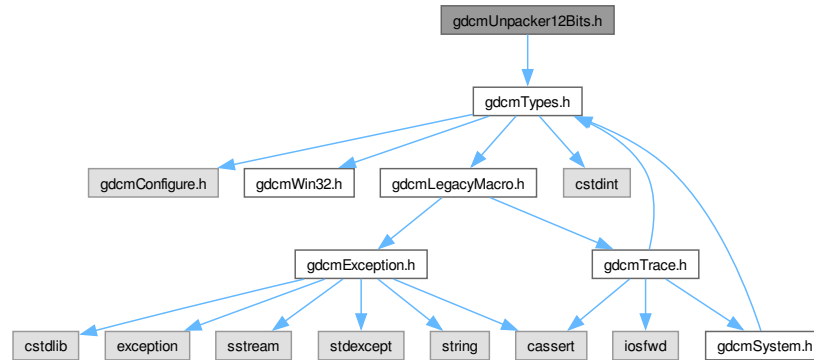 gdcmUnpacker12Bits.h
gdcmTypes.h
gdcmConfigure.h
gdcmWin32.h
gdcmLegacyMacro.h
cstdint
gdcmException.h
gdcmTrace.h
cstdlib
exception
sstream
stdexcept
string
cassert
iosfwd
gdcmSystem.h